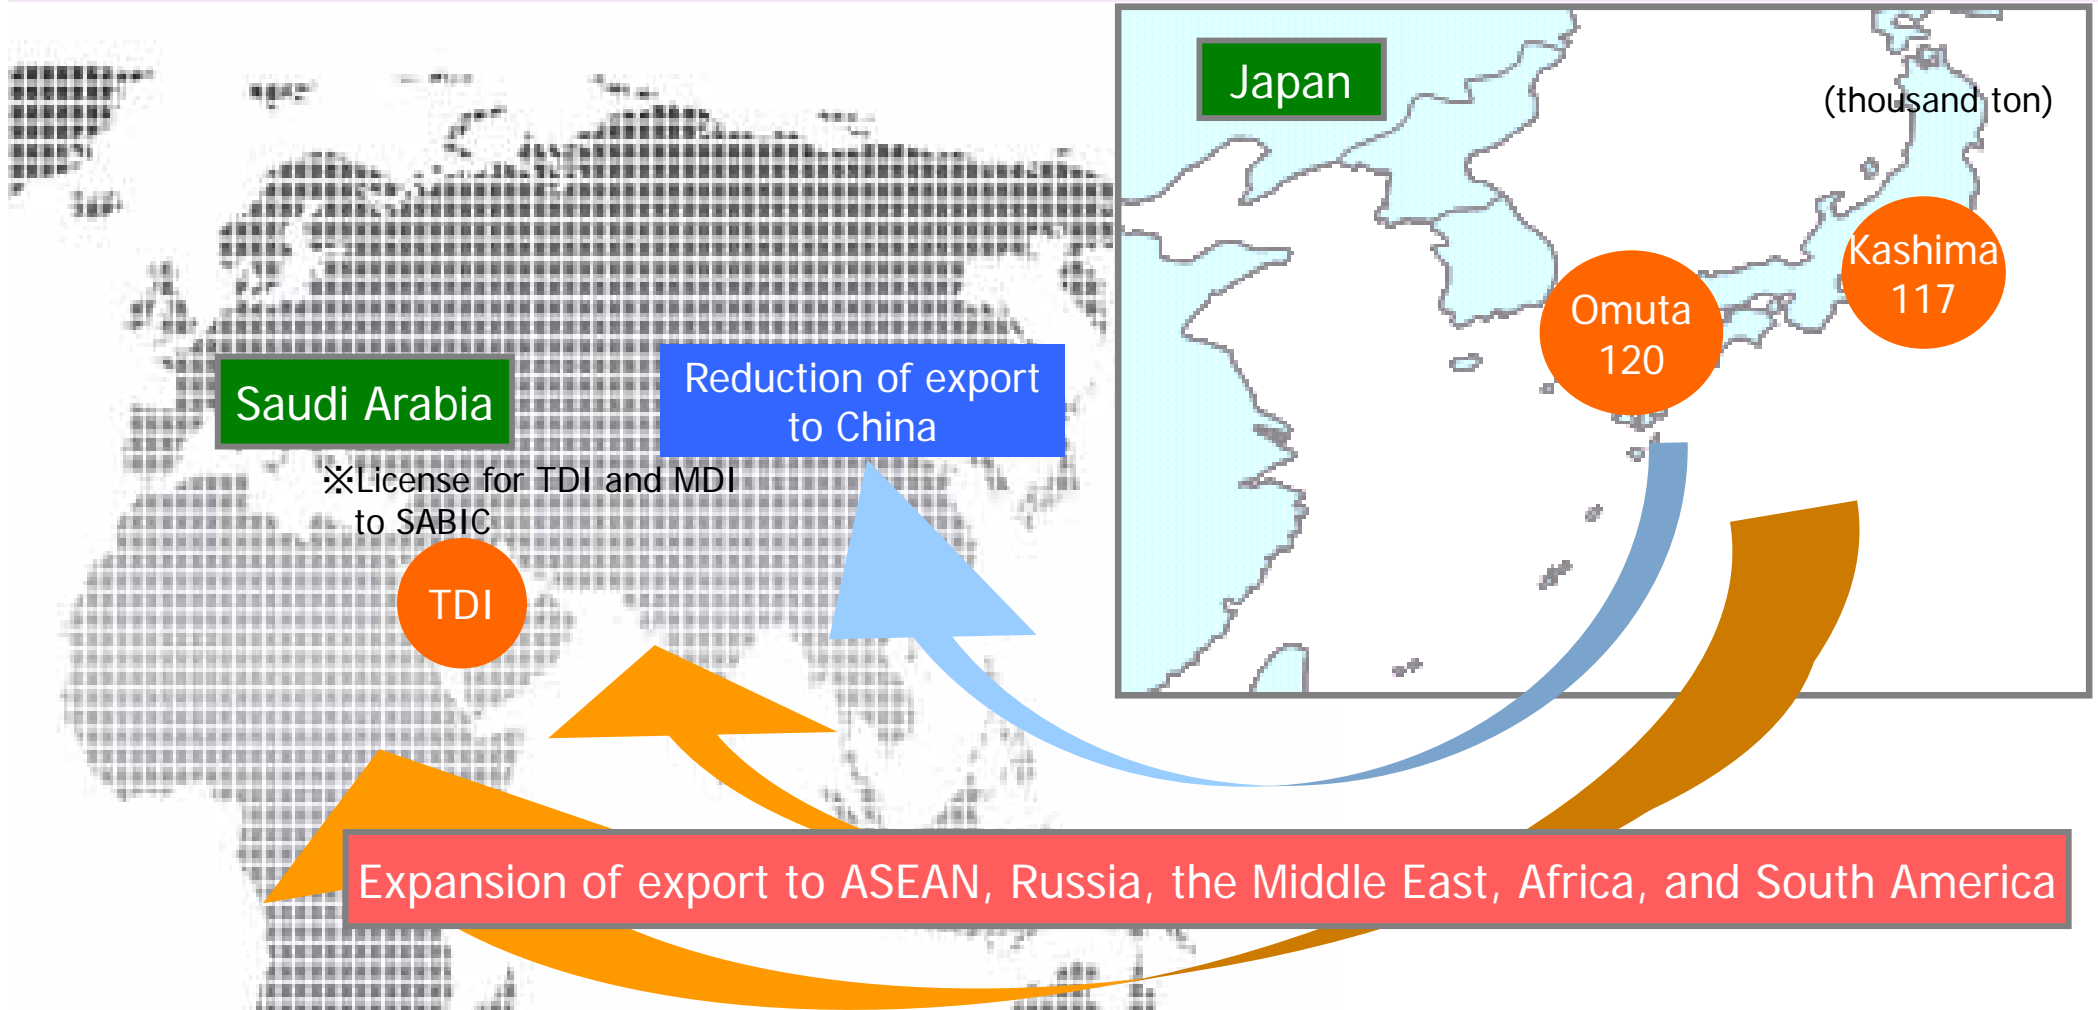 Japan
(thousand ton)
Kashima
117
Omuta
120
Saudi Arabia
Reduction of export
to China
※License for TDI and MDI
to SABIC
TDI
Expansion of export to ASEAN, Russia, the Middle East, Africa, and South America